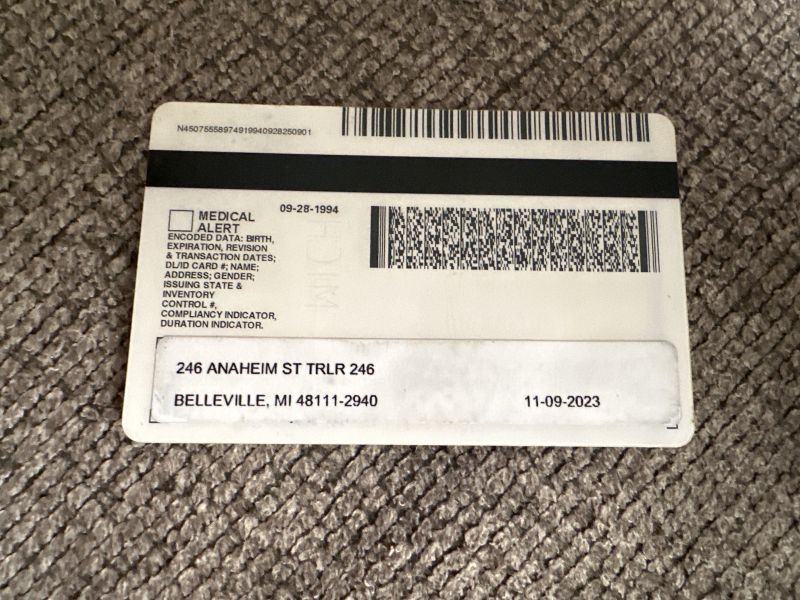 N45075558974919940928250901
09-28-1994
MEDICAL
ALERT
ENCODED DATA: BIRTH,
EXPIRATION, REVISION
& TRANSACTION DATES;
DL/ID CARD #; NAME;
ADDRESS; GENDER;
ISSUING STATE &
INVENTORY
CONTROL #,
COMPLIANCY INDICATOR,
DURATION INDICATOR.
246 ANAHEIM ST TRLR 246
BELLEVILLE, MI 48111-2940 11-09-2023